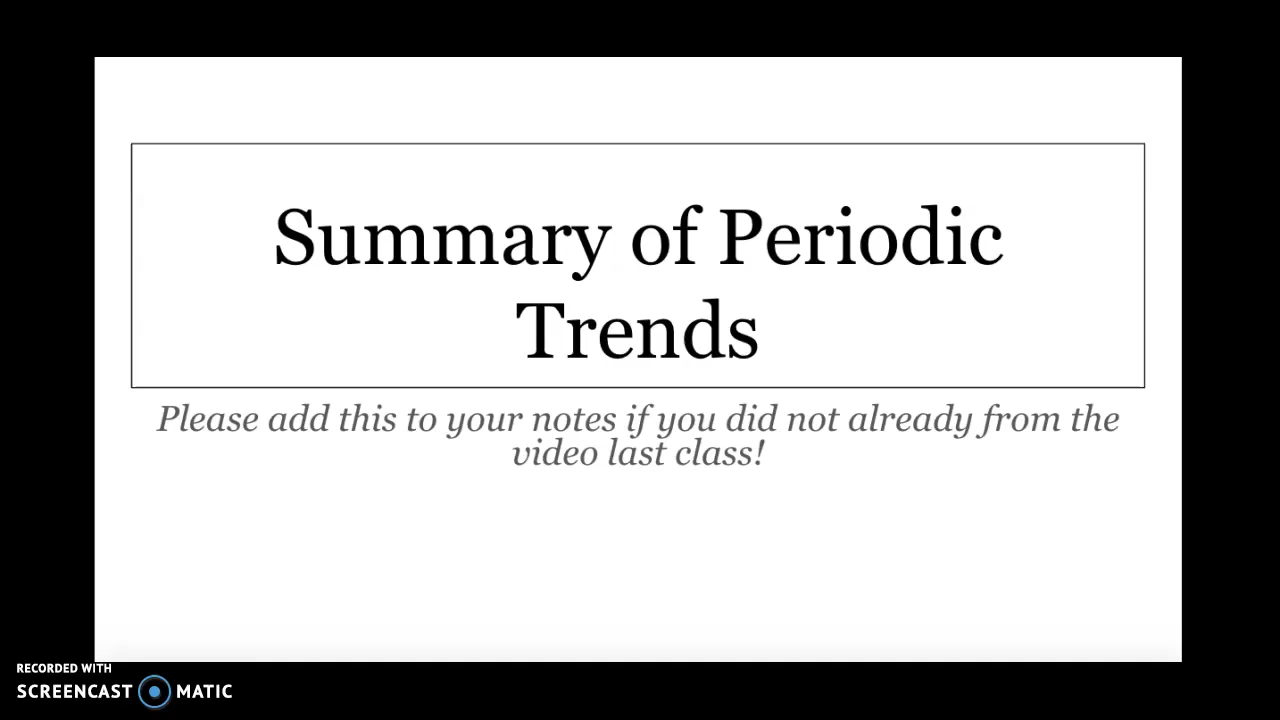 Summary of Periodic
Trends
Please add this to your notes if you did not already from the
video last class!
RECORDED WITH
SCREENCAST MATIC